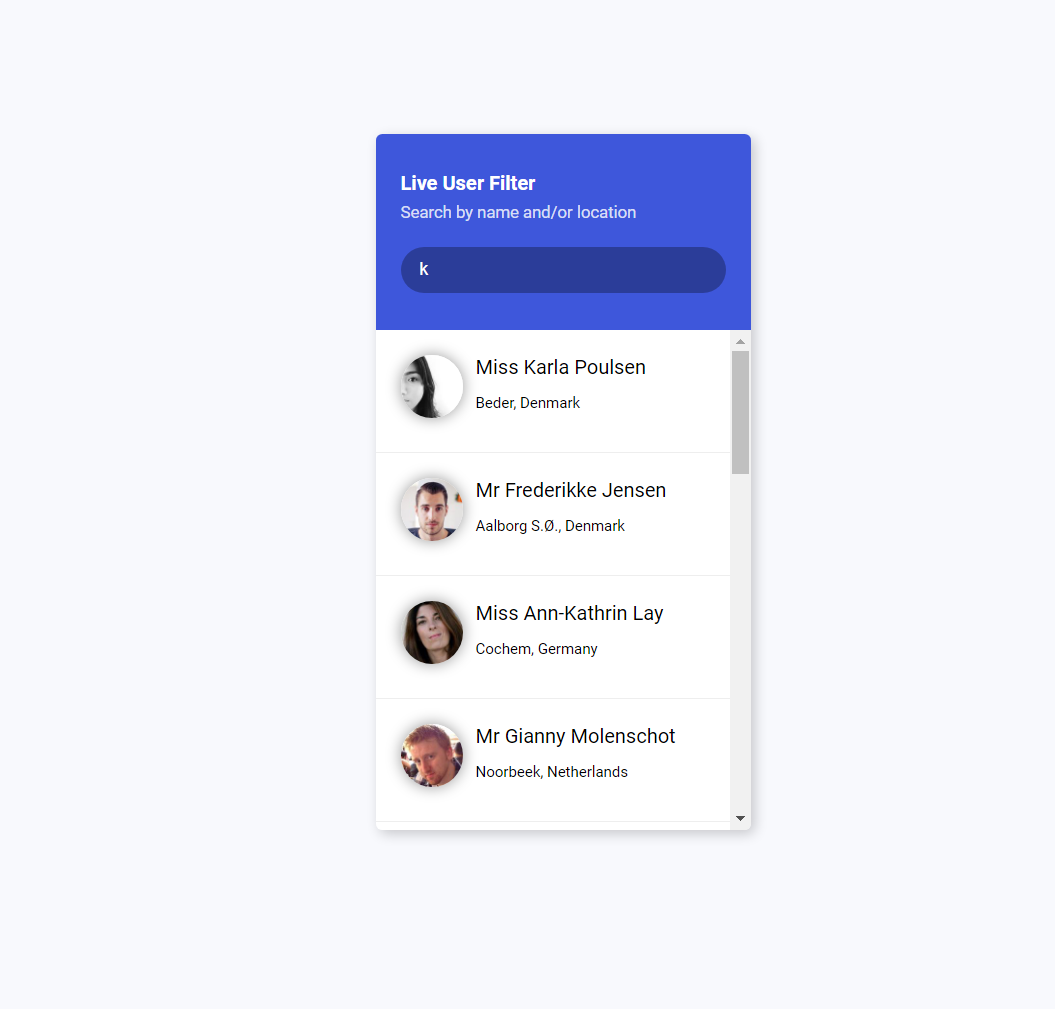 Live User Filter
Search by name and/or location
k
Miss Karla Poulsen
Beder, Denmark
Mr Frederikke Jensen
Aalborg S.Ø., Denmark
Miss Ann-Kathrin Lay
Cochem, Germany
Mr Gianny Molenschot
Noorbeek, Netherlands